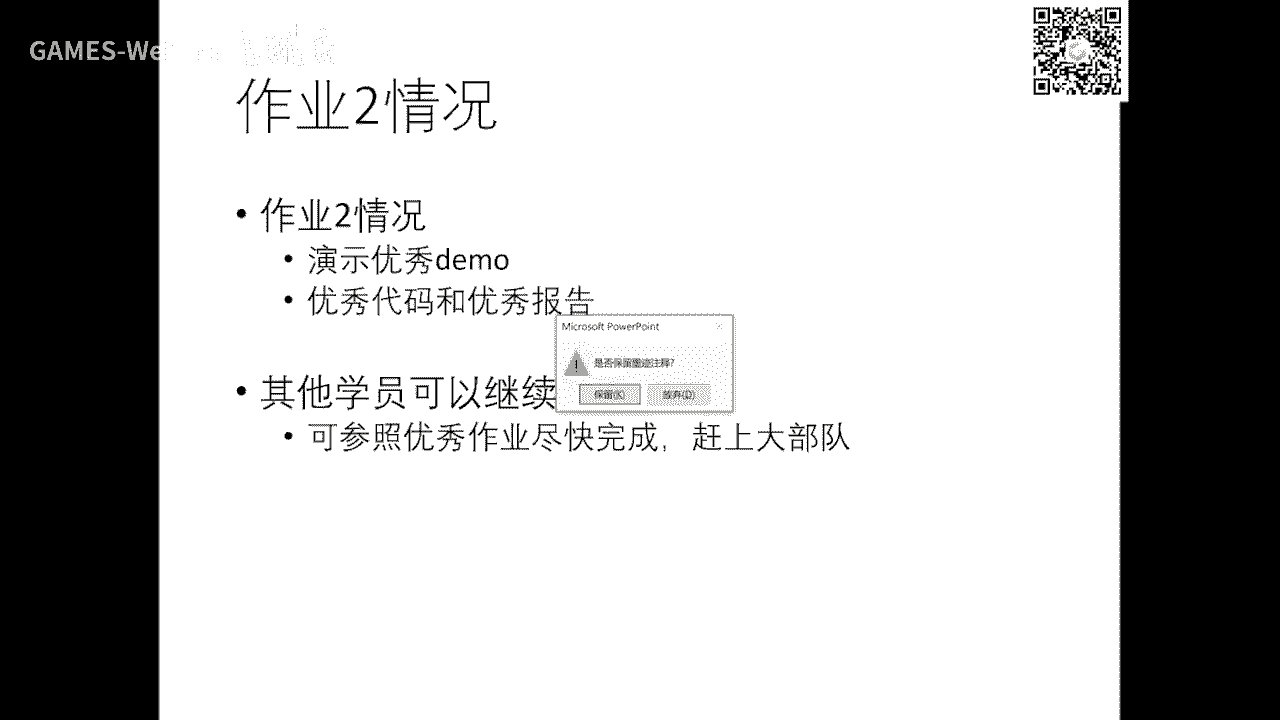 作业2情况
• 作业2情况
• 演示优秀demo
• 优秀代码和优秀报告
Microsoft PowerPoint
是否保留墨迹注释?
保留(K)
放弃(D)
• 其他学员可以继续
• 可参照优秀作业尽快完成，赶上大部队